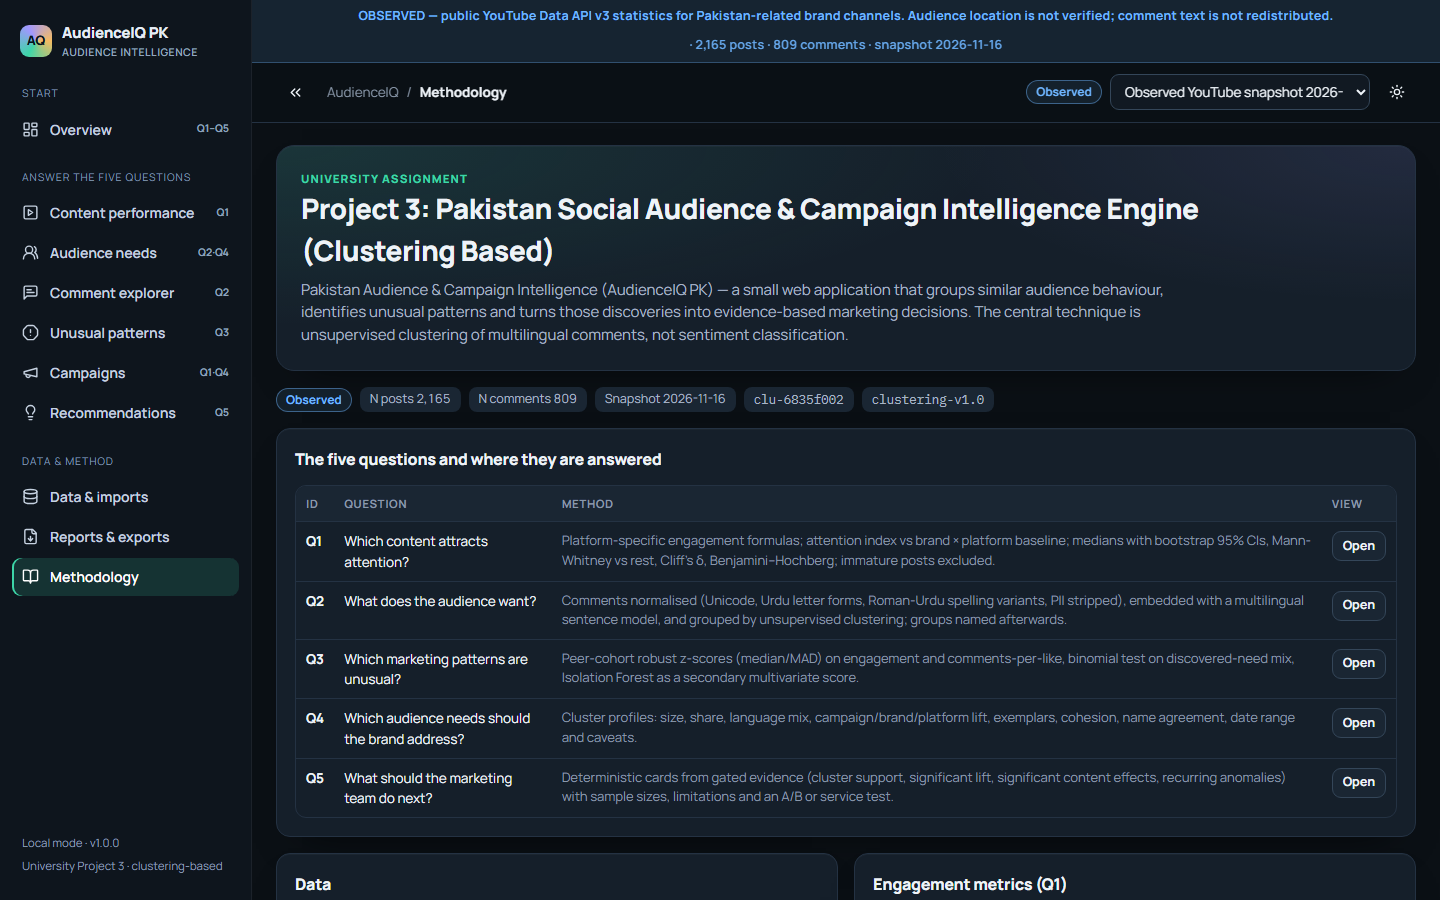 AQ
AudienceIQ PK
AUDIENCE INTELLIGENCE
START
Overview Q1–Q5
ANSWER THE FIVE QUESTIONS
Content performance Q1
Audience needs Q2·Q4
Comment explorer Q2
Unusual patterns Q3
Campaigns Q1·Q4
Recommendations Q5
DATA & METHOD
Data & imports
Reports & exports
Methodology
Local mode · v1.0.0
University Project 3 · clustering-based
OBSERVED — public YouTube Data API v3 statistics for Pakistan-related brand channels. Audience location is not verified; comment text is not redistributed.
· 2,165 posts · 809 comments · snapshot 2026-11-16
AudienceIQ / Methodology
Observed
Observed YouTube snapshot 2026-
UNIVERSITY ASSIGNMENT
Project 3: Pakistan Social Audience & Campaign Intelligence Engine
(Clustering Based)
Pakistan Audience & Campaign Intelligence (AudienceIQ PK) — a small web application that groups similar audience behaviour,
identifies unusual patterns and turns those discoveries into evidence-based marketing decisions. The central technique is
unsupervised clustering of multilingual comments, not sentiment classification.
Observed N posts 2,165 N comments 809 Snapshot 2026-11-16 clu-6835f002 clustering-v1.0
The five questions and where they are answered
ID QUESTION METHOD VIEW
Q1 Which content attracts
attention?
Platform-specific engagement formulas; attention index vs brand × platform baseline; medians with bootstrap 95% CIs, Mann-
Whitney vs rest, Cliff's δ, Benjamini–Hochberg; immature posts excluded.
Open
Q2 What does the audience want?
Comments normalised (Unicode, Urdu letter forms, Roman-Urdu spelling variants, PII stripped), embedded with a multilingual
sentence model, and grouped by unsupervised clustering; groups named afterwards.
Open
Q3 Which marketing patterns are
unusual?
Peer-cohort robust z-scores (median/MAD) on engagement and comments-per-like, binomial test on discovered-need mix,
Isolation Forest as a secondary multivariate score.
Open
Q4 Which audience needs should
the brand address?
Cluster profiles: size, share, language mix, campaign/brand/platform lift, exemplars, cohesion, name agreement, date range
and caveats.
Open
Q5 What should the marketing
team do next?
Deterministic cards from gated evidence (cluster support, significant lift, significant content effects, recurring anomalies)
with sample sizes, limitations and an A/B or service test.
Open
Data
Engagement metrics (Q1)